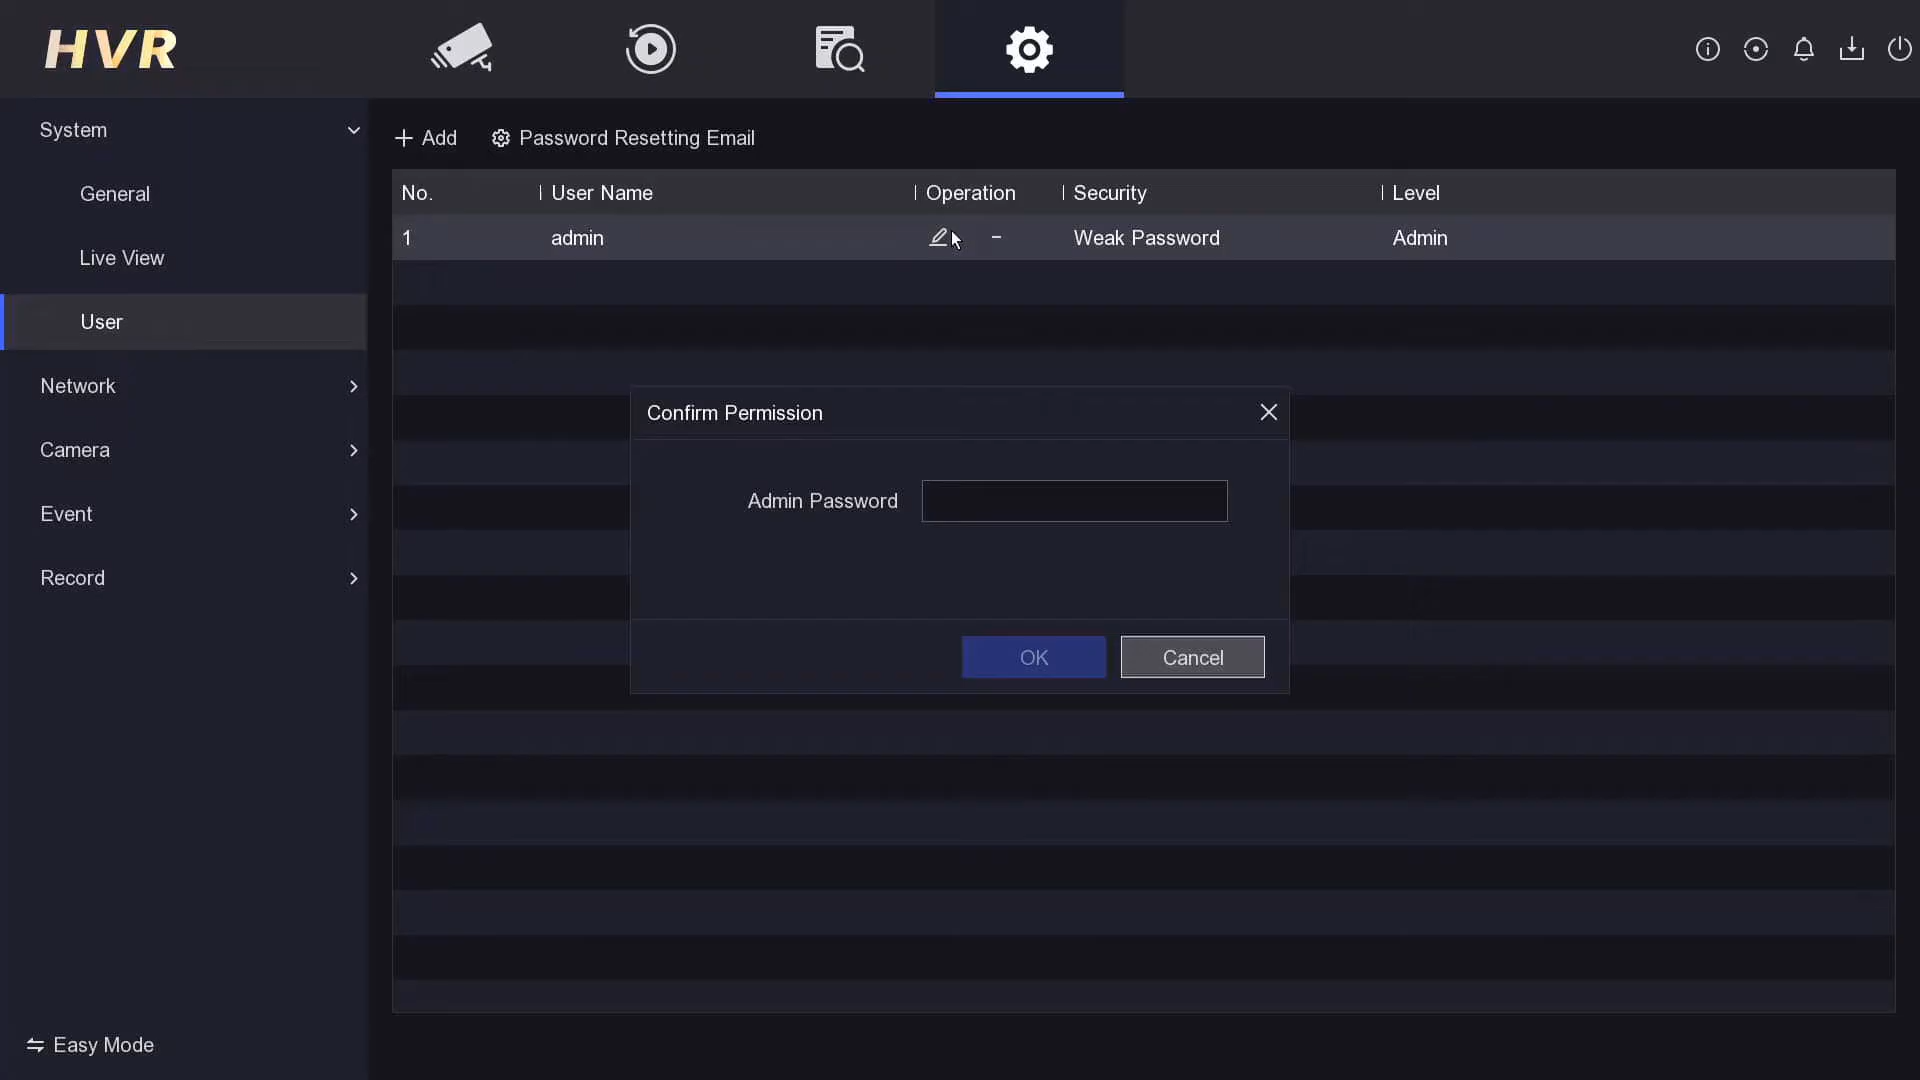 HVR
System
General
Live View
User
Network
Camera
Event
Record
Easy Mode
Add
Password Resetting Email
No. User Name Operation Security Level
1 admin – Weak Password Admin
Confirm Permission
Admin Password
OK Cancel